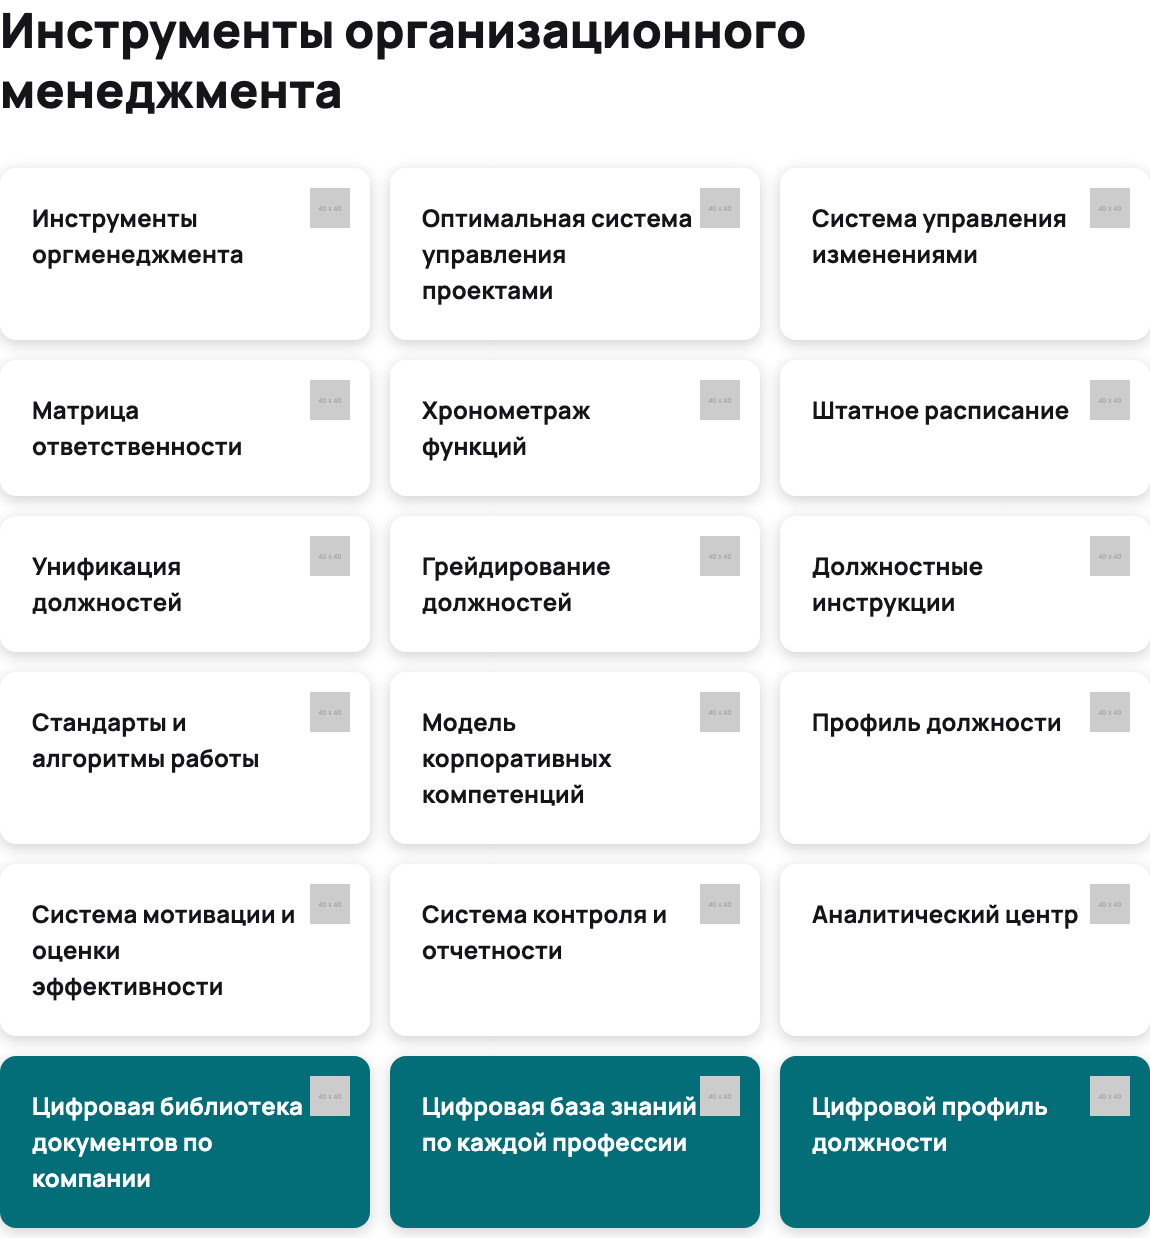 Инструменты организационного
менеджмента
Инструменты
оргменеджмента
40 x 40
Оптимальная система
управления
проектами
40 x 40
Система управления
изменениями
40 x 40
Матрица
ответственности
40 x 40
Хронометраж
функций
40 x 40
Штатное расписание
40 x 40
Унификация
должностей
40 x 40
Грейдирование
должностей
40 x 40
Должностные
инструкции
40 x 40
Стандарты и
алгоритмы работы
40 x 40
Модель
корпоративных
компетенций
40 x 40
Профиль должности
40 x 40
Система мотивации и
оценки
эффективности
40 x 40
Система контроля и
отчетности
40 x 40
Аналитический центр
40 x 40
Цифровая библиотека
документов по
компании
40 x 40
Цифровая база знаний
по каждой профессии
40 x 40
Цифровой профиль
должности
40 x 40